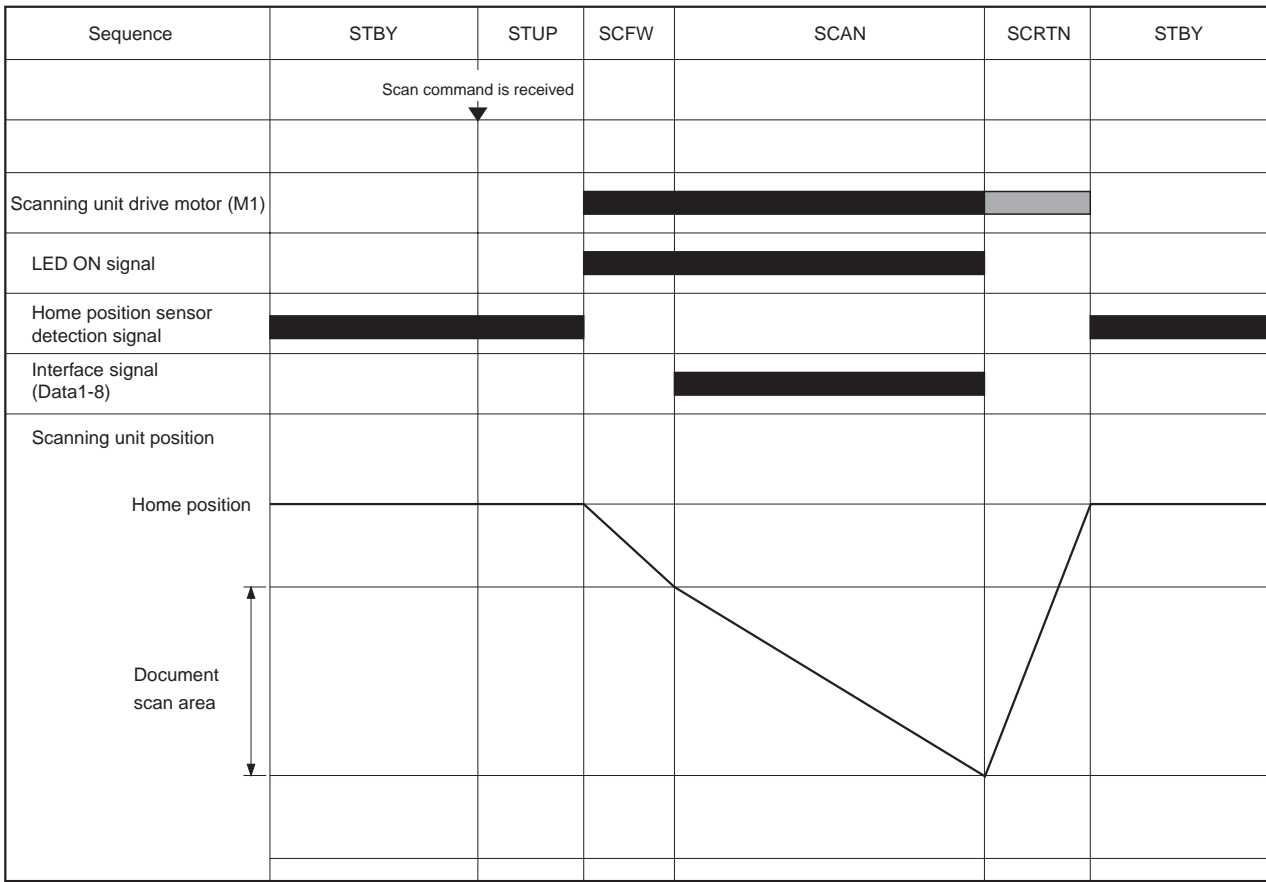 Sequence STBY STUP SCFW SCAN SCRTN STBY
Scan command is received
Scanning unit drive motor (M1)
LED ON signal
Home position sensor
detection signal
Interface signal
(Data1-8)
Scanning unit position
Home position
Document
scan area